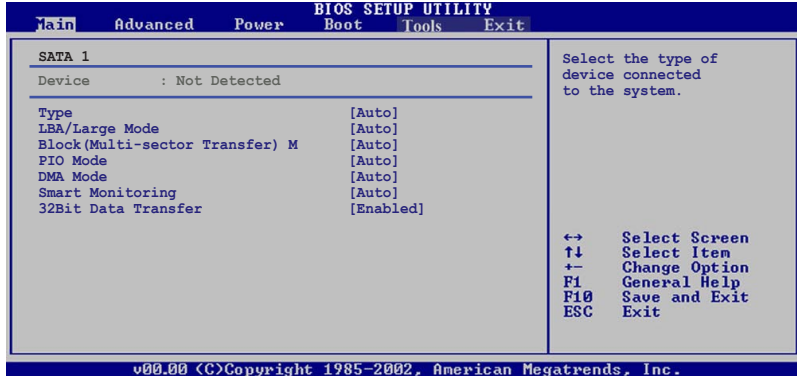 BIOS SETUP UTILITY
Main Advanced Power Boot Tools Exit
SATA 1
Device : Not Detected
Type [Auto]
LBA/Large Mode [Auto]
Block(Multi-sector Transfer) M [Auto]
PIO Mode [Auto]
DMA Mode [Auto]
Smart Monitoring [Auto]
32Bit Data Transfer [Enabled]
Select the type of
device connected
to the system.
←→ Select Screen
↑↓ Select Item
+- Change Option
F1 General Help
F10 Save and Exit
ESC Exit
v00.00 (C)Copyright 1985-2002, American Megatrends, Inc.